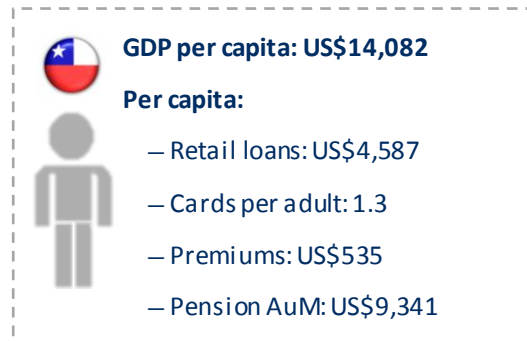 GDP per capita: US$14,082
Per capita:
— Retail loans: US$4,587
— Cards per adult: 1.3
— Premiums: US$535
— Pension AuM: US$9,341